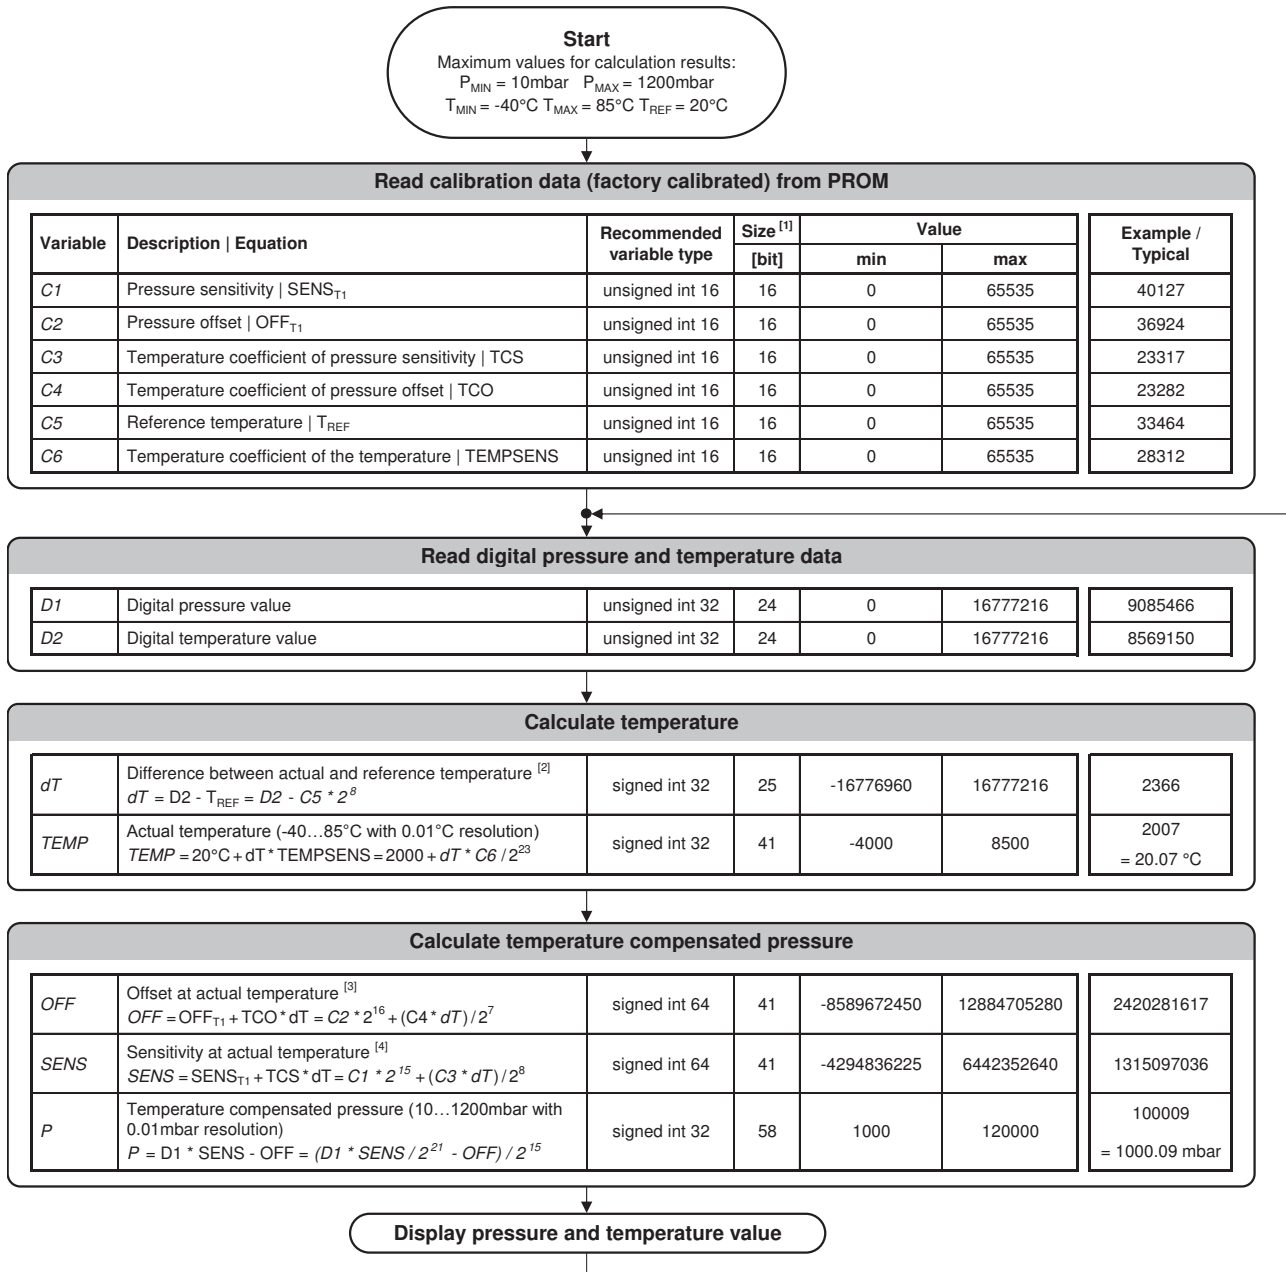 Start
Maximum values for calculation results:
P_MIN = 10mbar P_MAX = 1200mbar
T_MIN = -40°C T_MAX = 85°C T_REF = 20°C
Read calibration data (factory calibrated) from PROM
Variable Description | Equation Recommended variable type Size [1] [bit] Value min max Example / Typical
C1 Pressure sensitivity | SENS_T1 unsigned int 16 16 0 65535 40127
C2 Pressure offset | OFF_T1 unsigned int 16 16 0 65535 36924
C3 Temperature coefficient of pressure sensitivity | TCS unsigned int 16 16 0 65535 23317
C4 Temperature coefficient of pressure offset | TCO unsigned int 16 16 0 65535 23282
C5 Reference temperature | T_REF unsigned int 16 16 0 65535 33464
C6 Temperature coefficient of the temperature | TEMPSENS unsigned int 16 16 0 65535 28312
Read digital pressure and temperature data
D1 Digital pressure value unsigned int 32 24 0 16777216 9085466
D2 Digital temperature value unsigned int 32 24 0 16777216 8569150
Calculate temperature
dT Difference between actual and reference temperature [2]
dT = D2 - T_REF = D2 - C5 * 2^8 signed int 32 25 -16776960 16777216 2366
TEMP Actual temperature (-40…85°C with 0.01°C resolution)
TEMP = 20°C + dT * TEMPSENS = 2000 + dT * C6 / 2^23 signed int 32 41 -4000 8500 2007
= 20.07 °C
Calculate temperature compensated pressure
OFF Offset at actual temperature [3]
OFF = OFF_T1 + TCO * dT = C2 * 2^16 + (C4 * dT) / 2^7 signed int 64 41 -8589672450 12884705280 2420281617
SENS Sensitivity at actual temperature [4]
SENS = SENS_T1 + TCS * dT = C1 * 2^15 + (C3 * dT) / 2^8 signed int 64 41 -4294836225 6442352640 1315097036
P Temperature compensated pressure (10…1200mbar with
0.01mbar resolution)
P = D1 * SENS - OFF = (D1 * SENS / 2^21 - OFF) / 2^15 signed int 32 58 1000 120000 100009
= 1000.09 mbar
Display pressure and temperature value